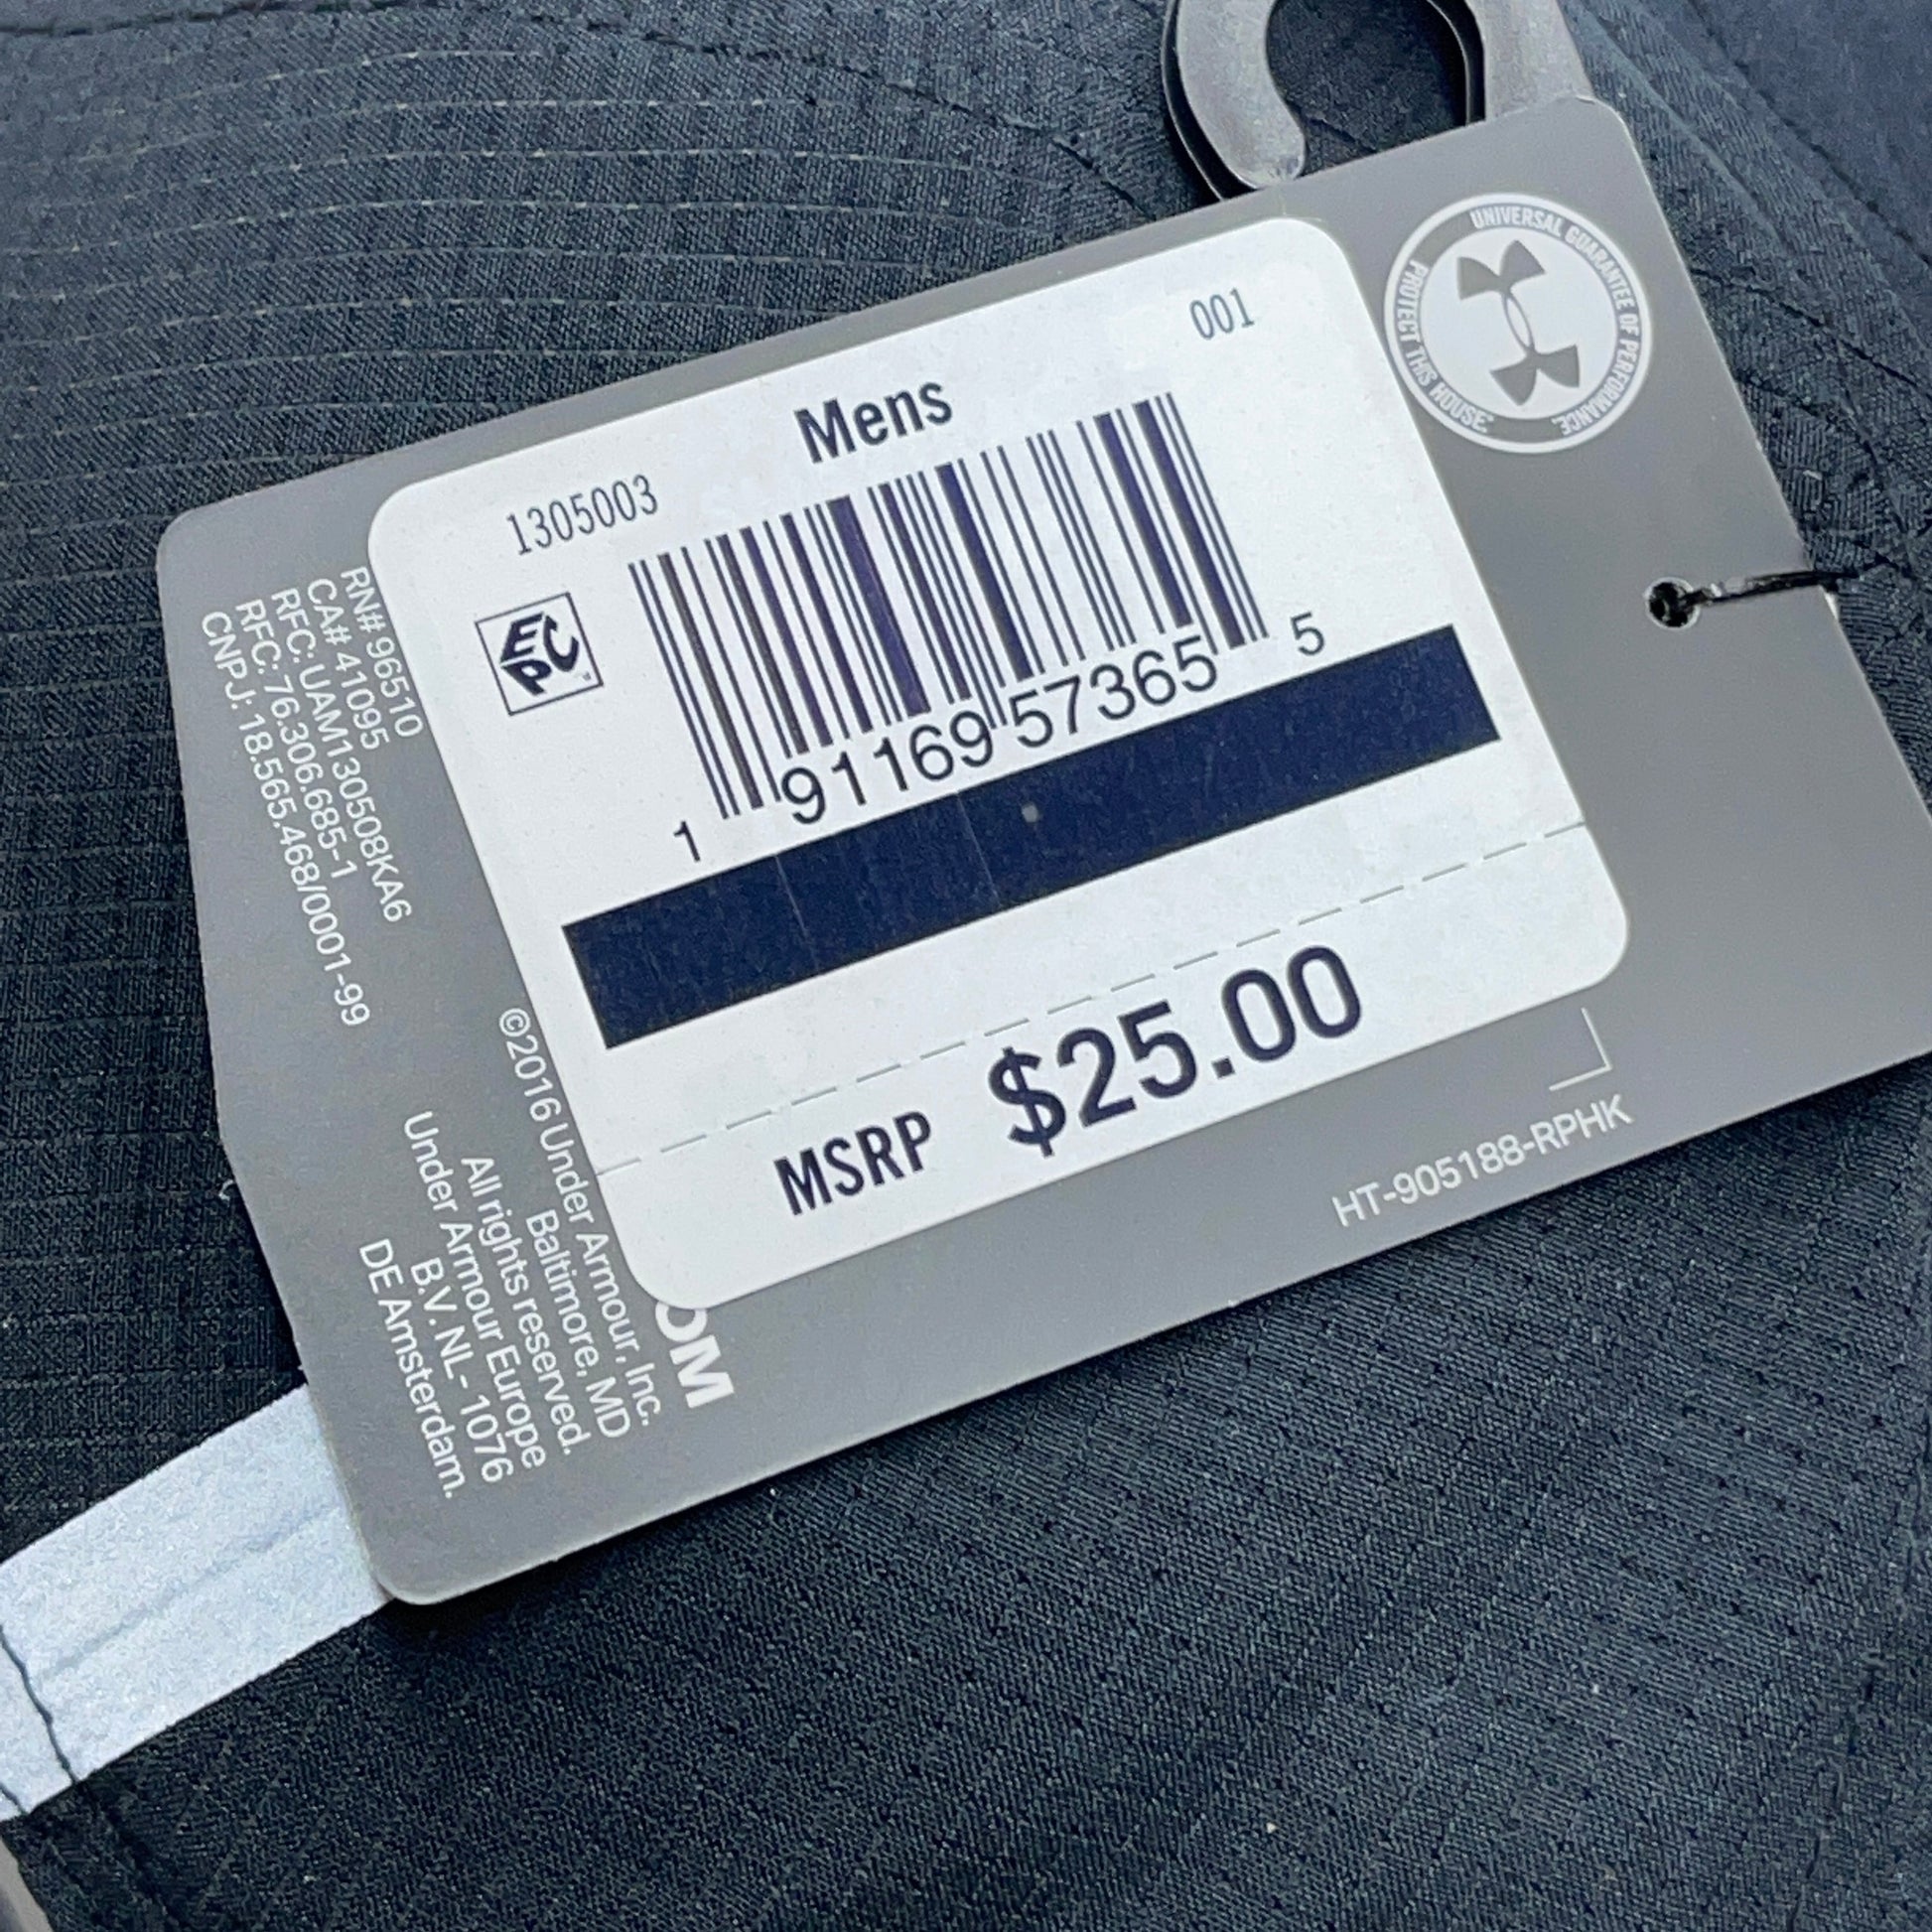 001
Mens
1305003
EPC
1 91169 57365 5
MSRP $25.00
UNIVERSAL GUARANTEE OF PERFORMANCE.
PROTECT THIS HOUSE
RN# 96510
CA# 41095
RFC: UAM130508KA6
RFC: 76.306.685-1
CNPJ: 18.565.468/0001-99
OM
©2016 Under Armour, Inc.
Baltimore, MD
All rights reserved.
Under Armour Europe
B.V. NL- 1076
DE Amsterdam.
HT-905188-RPHK